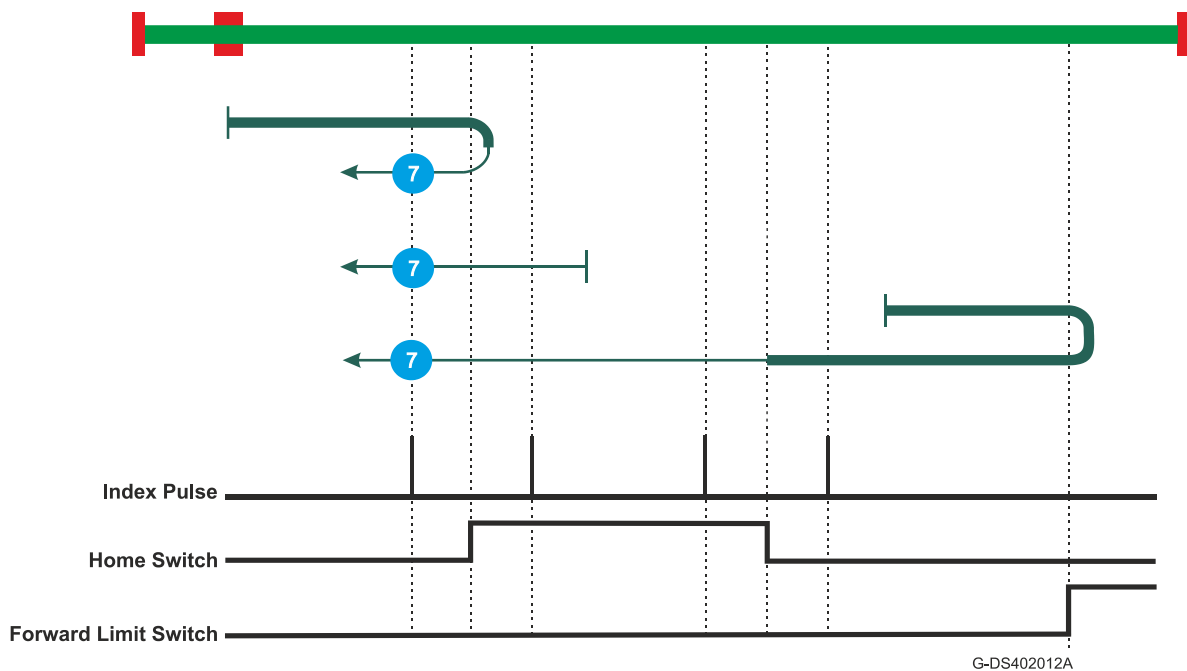 7
7
7
Index Pulse
Home Switch
Forward Limit Switch
G-DS402012A